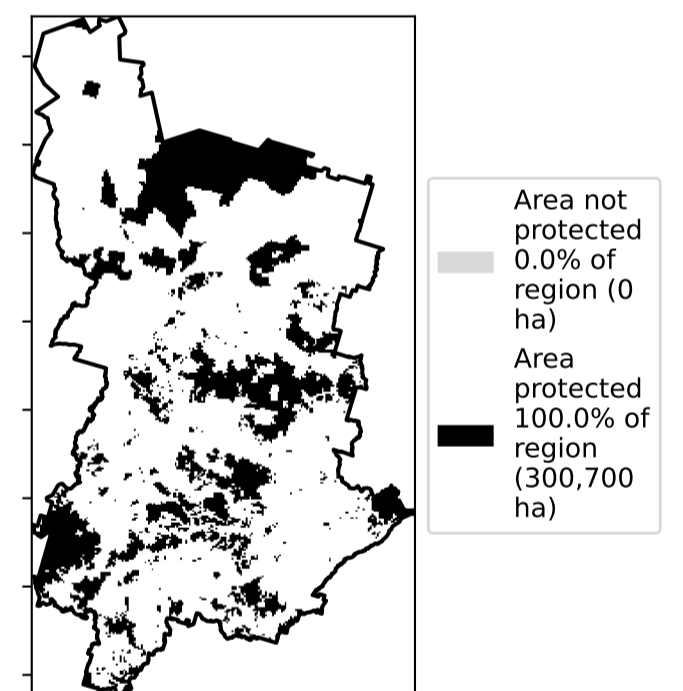 Area not
protected
0.0% of
region (0
ha)
Area
protected
100.0% of
region
(300,700
ha)